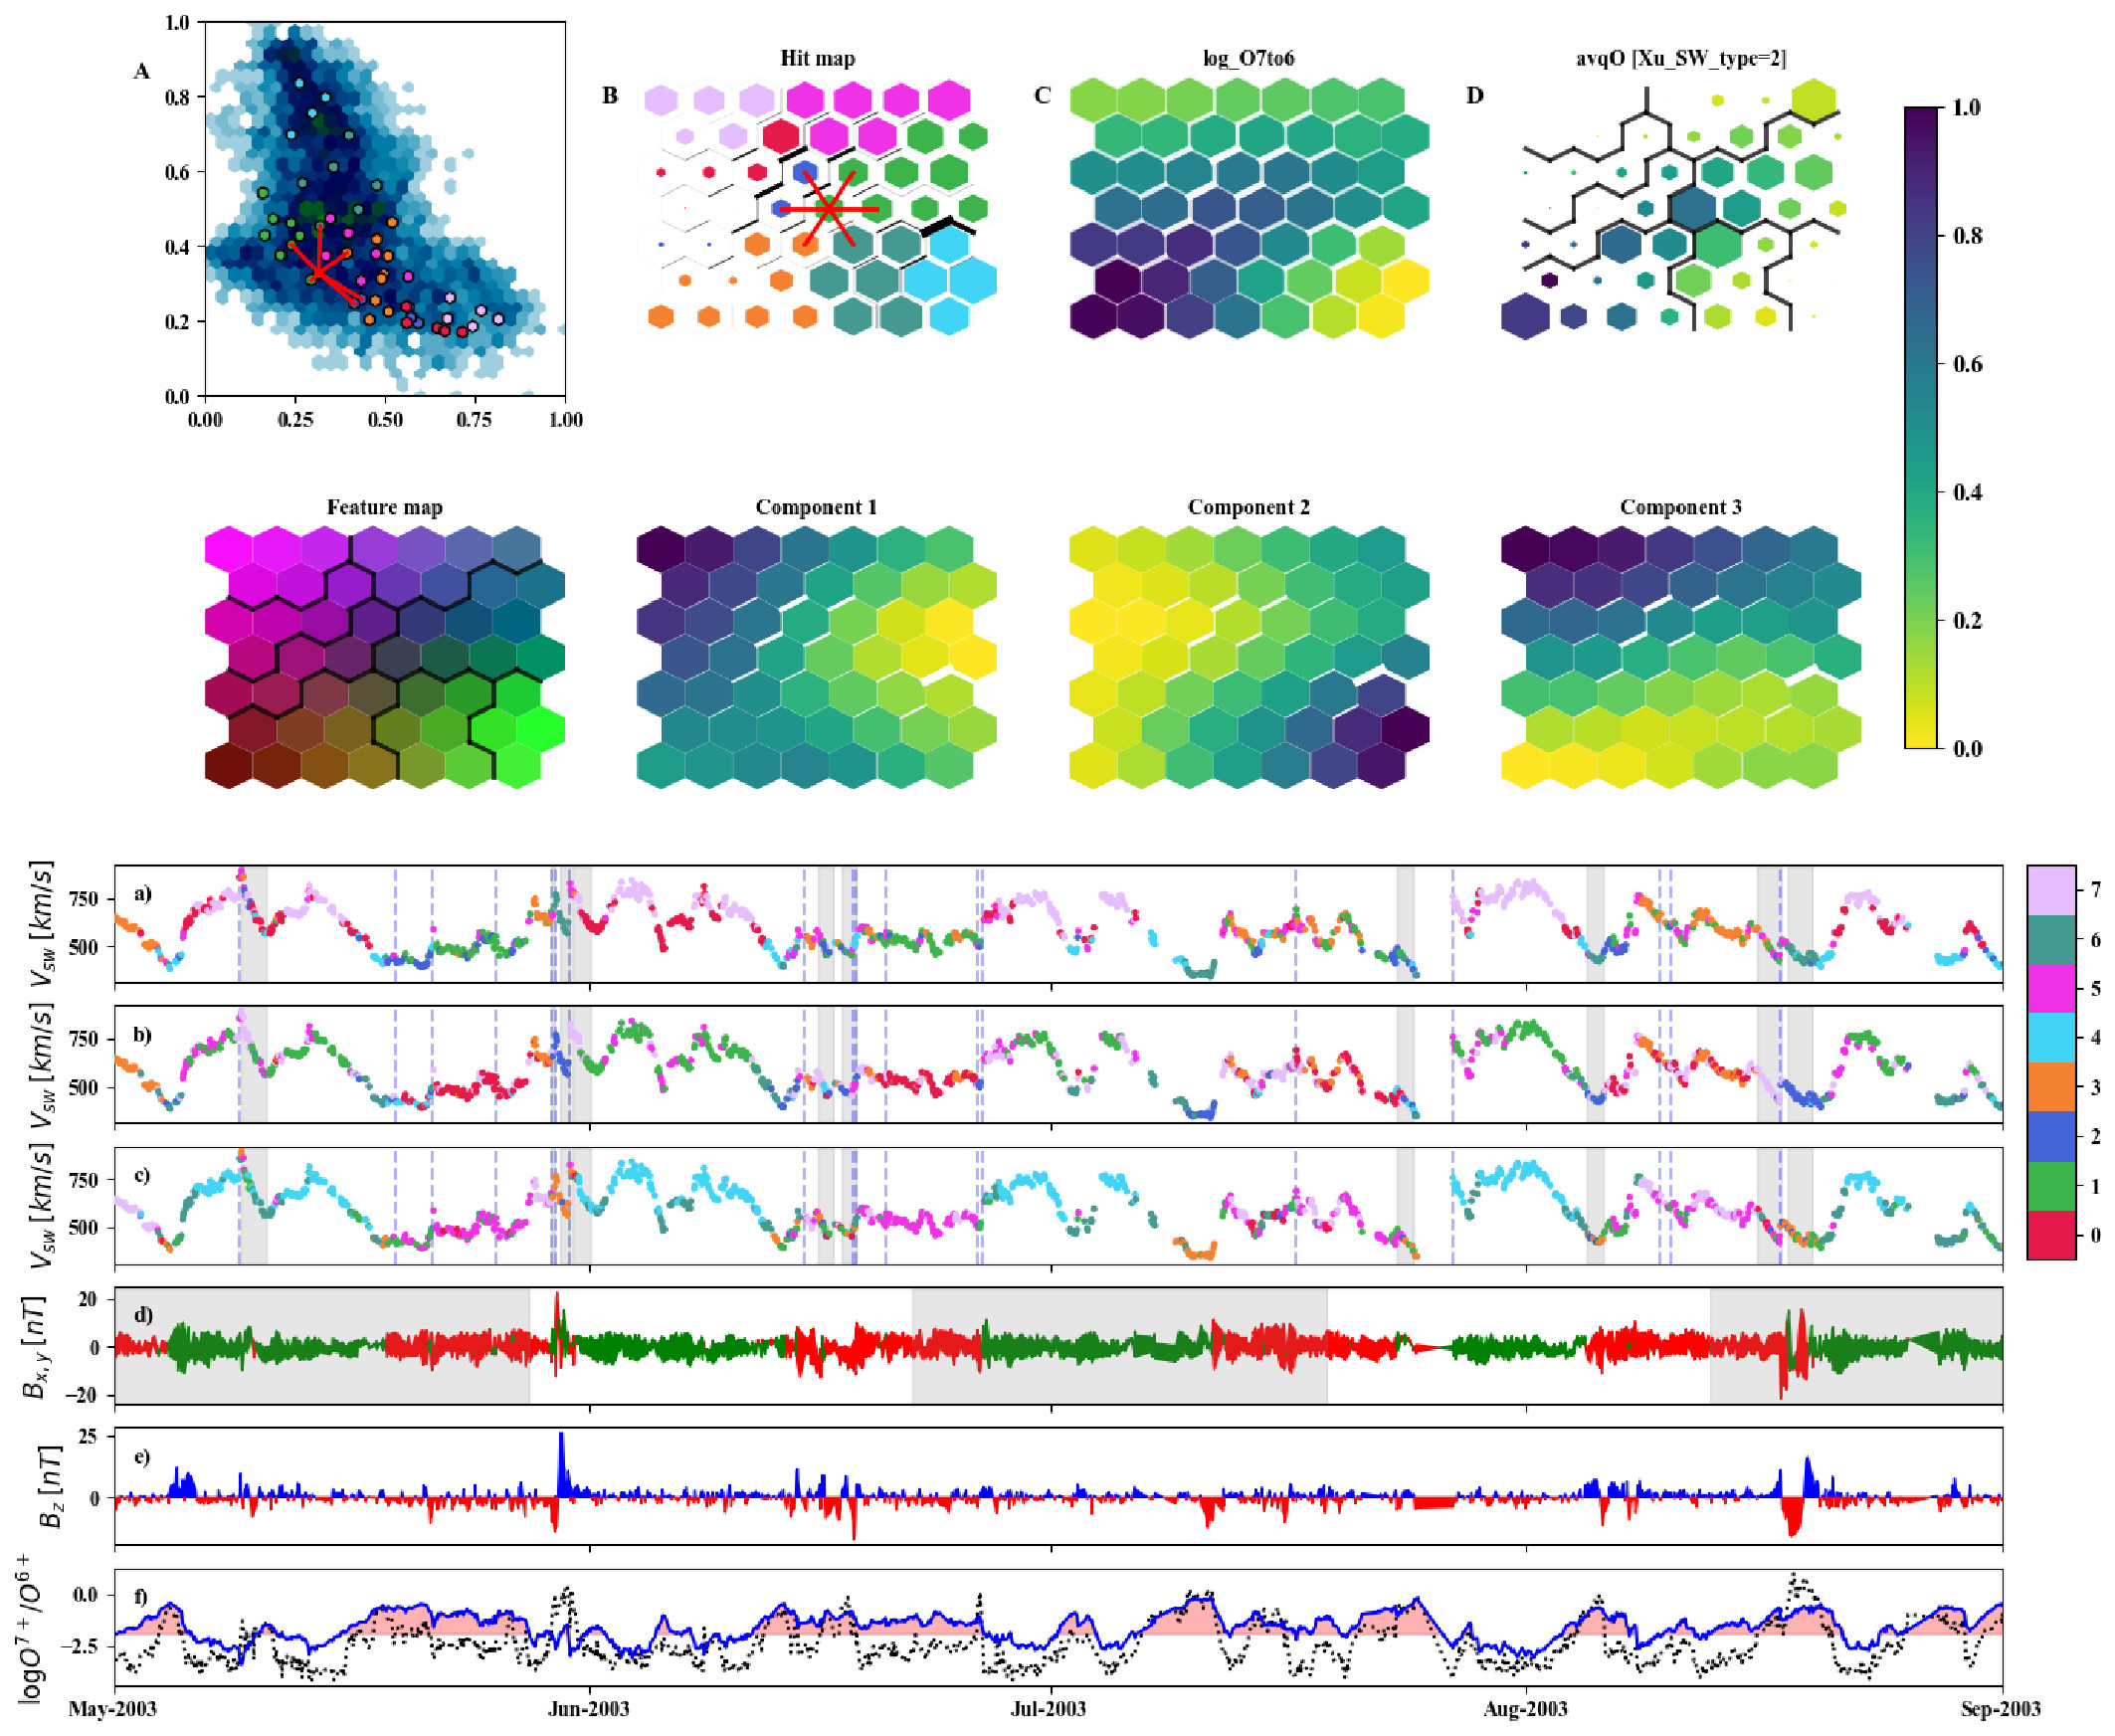 A
1.0
0.8
0.6
0.4
0.2
0.0
0.00 0.25 0.50 0.75 1.00
B
Hit map
C
log_O7to6
D
avqO [Xu_SW_type=2]
1.0
0.8
0.6
0.4
0.2
0.0
Feature map
Component 1
Component 2
Component 3
a)
V_sw [km/s]
750
500
b)
V_sw [km/s]
750
500
c)
V_sw [km/s]
750
500
7
6
5
4
3
2
1
0
d)
B_x,y [nT]
20
0
−20
e)
B_z [nT]
25
0
f)
logO⁷⁺/O⁶⁺
0.0
−2.5
May-2003 Jun-2003 Jul-2003 Aug-2003 Sep-2003